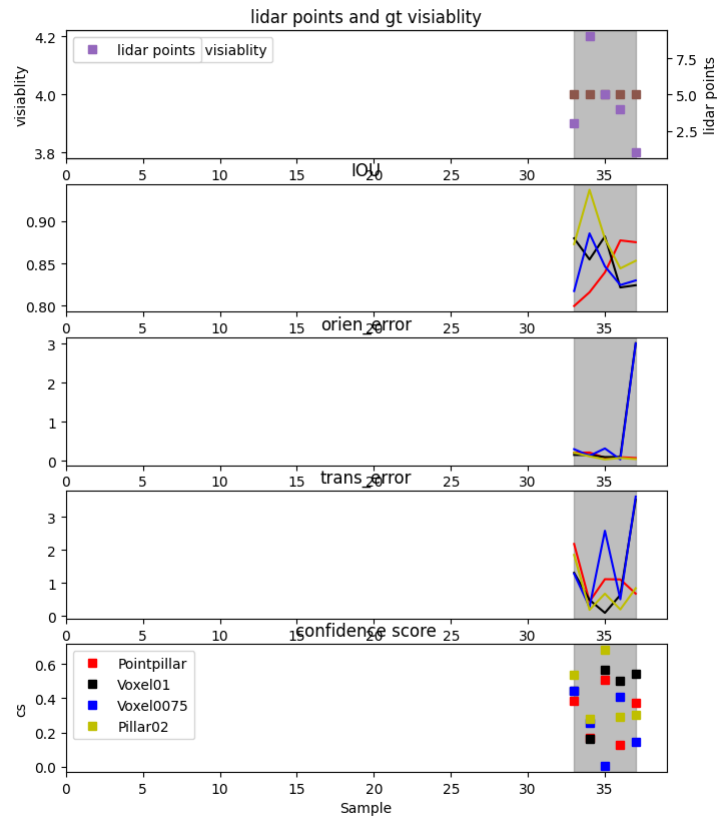 lidar points and gt visiablity
4.2
4.0
3.8
visiablity
lidar points visiablity
7.5
5.0
2.5
lidar points
0 5 10 15 20 25 30 35
IOU
0.90
0.85
0.80
0 5 10 15 20 25 30 35
orien_error
3
2
1
0
0 5 10 15 20 25 30 35
trans_error
3
2
1
0
0 5 10 15 20 25 30 35
confidence score
0.6
0.4
0.2
0.0
cs
Pointpillar
Voxel01
Voxel0075
Pillar02
0 5 10 15 20 25 30 35
Sample